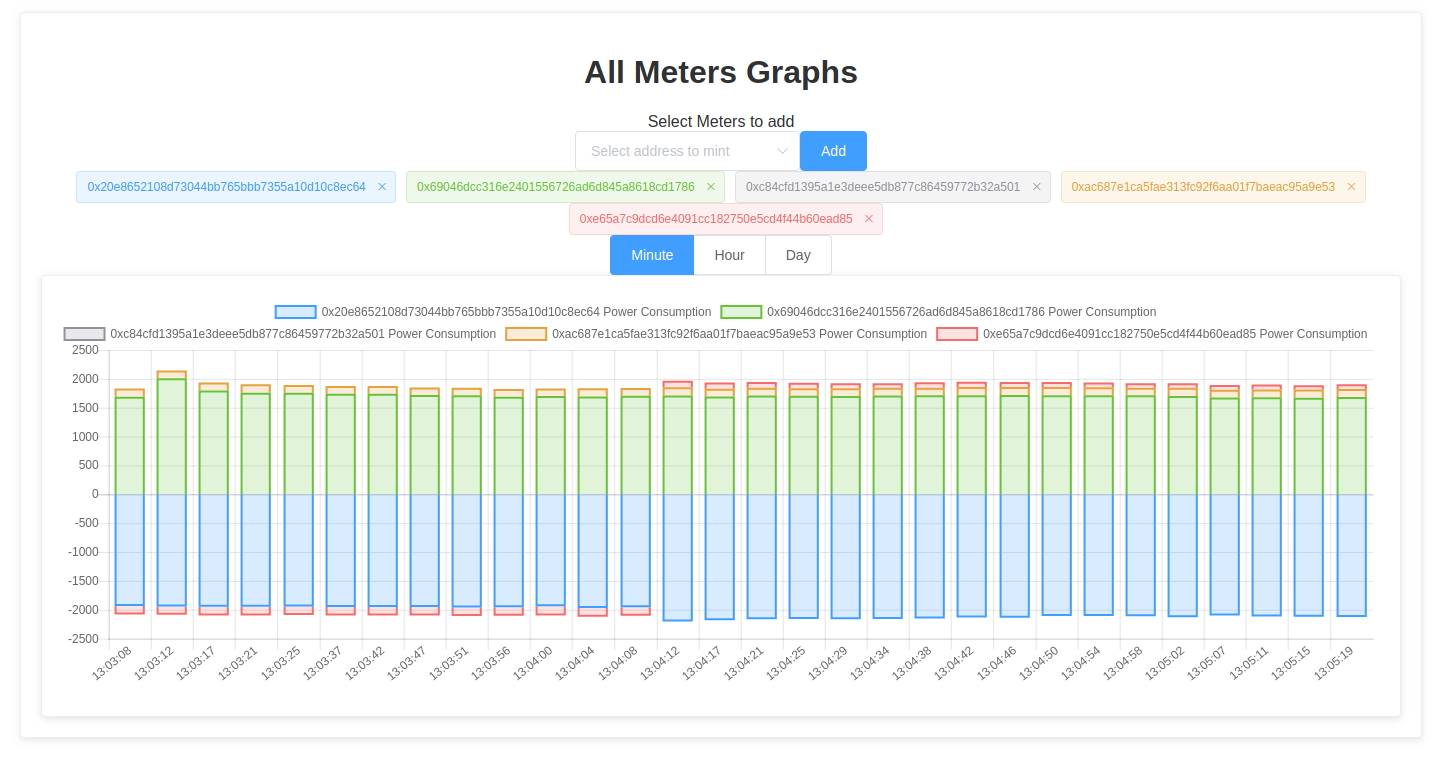 All Meters Graphs
Select Meters to add
Select address to mint Add
0x20e8652108d73044bb765bbb7355a10d10c8ec64 × 0x69046dcc316e2401556726ad6d845a8618cd1786 × 0xc84cfd1395a1e3deee5db877c86459772b32a501 × 0xac687e1ca5fae313fc92f6aa01f7baeac95a9e53 ×
0xe65a7c9dcd6e4091cc182750e5cd4f44b60ead85 ×
Minute Hour Day
0x20e8652108d73044bb765bbb7355a10d10c8ec64 Power Consumption 0x69046dcc316e2401556726ad6d845a8618cd1786 Power Consumption
0xc84cfd1395a1e3deee5db877c86459772b32a501 Power Consumption 0xac687e1ca5fae313fc92f6aa01f7baeac95a9e53 Power Consumption 0xe65a7c9dcd6e4091cc182750e5cd4f44b60ead85 Power Consumption
2500
2000
1500
1000
500
0
-500
-1000
-1500
-2000
-2500
13:03:08 13:03:12 13:03:17 13:03:21 13:03:25 13:03:37 13:03:42 13:03:47 13:03:51 13:03:56 13:04:00 13:04:04 13:04:08 13:04:12 13:04:17 13:04:21 13:04:25 13:04:29 13:04:34 13:04:38 13:04:42 13:04:46 13:04:50 13:04:54 13:04:58 13:05:02 13:05:07 13:05:11 13:05:15 13:05:19